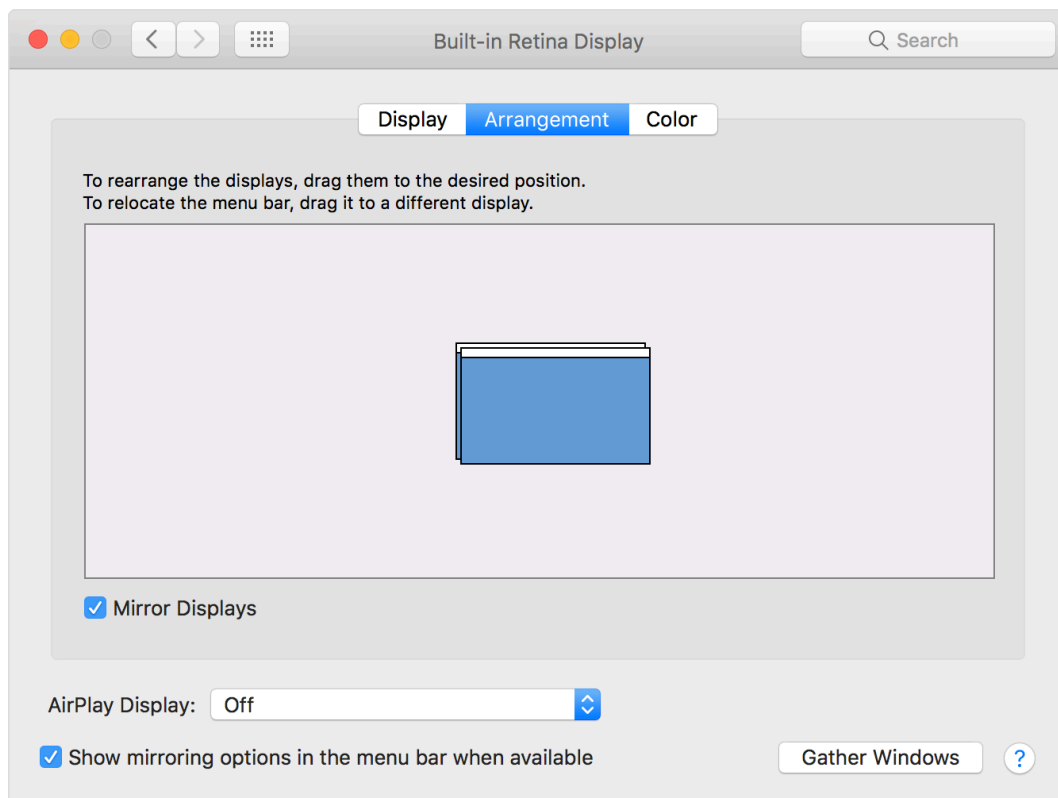 Built-in Retina Display
Search
Display
Arrangement
Color
To rearrange the displays, drag them to the desired position.
To relocate the menu bar, drag it to a different display.
Mirror Displays
AirPlay Display:
Off
Show mirroring options in the menu bar when available
Gather Windows
?